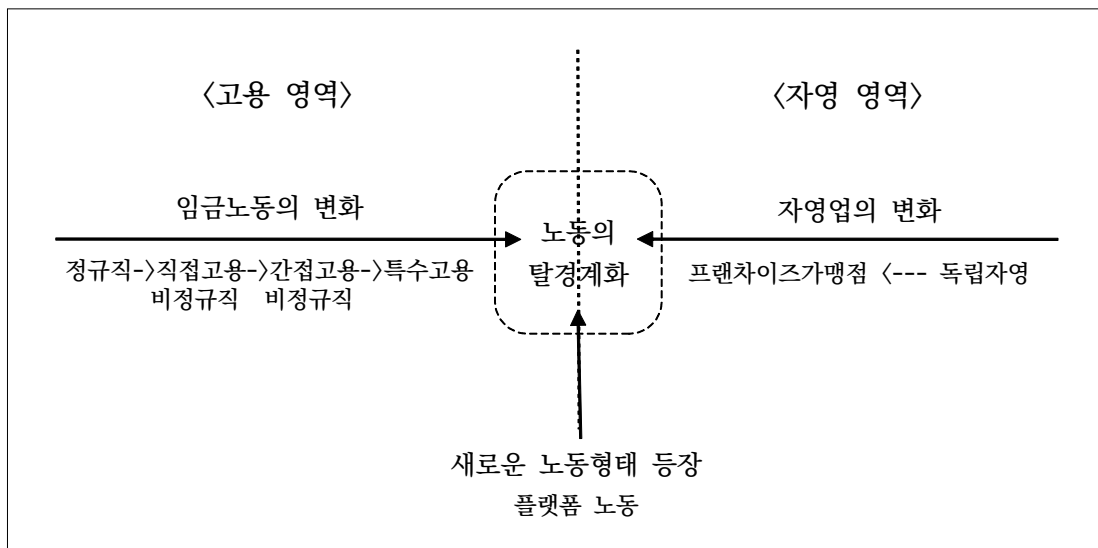 〈고용 영역〉
〈자영 영역〉
임금노동의 변화
정규직-〉직접고용-〉간접고용-〉특수고용
비정규직 비정규직
노동의
탈경계화
자영업의 변화
프랜차이즈가맹점 〈--- 독립자영
새로운 노동형태 등장
플랫폼 노동